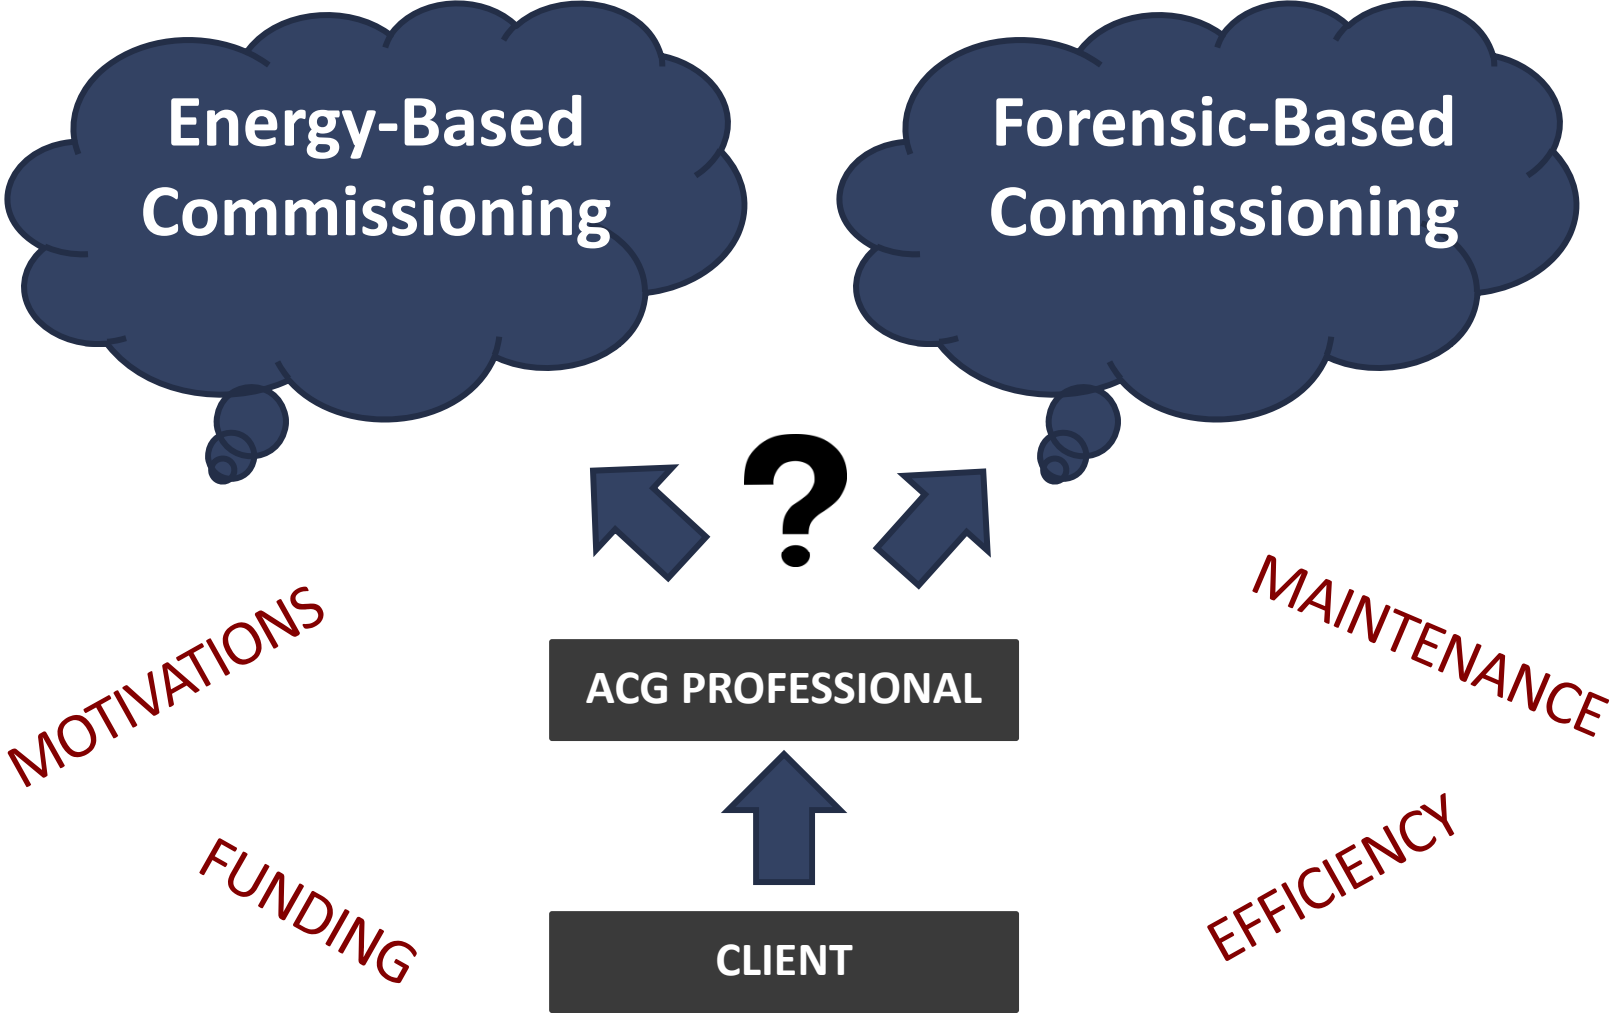 Energy-Based
Commissioning
Forensic-Based
Commissioning
?
MOTIVATIONS
MAINTENANCE
ACG PROFESSIONAL
FUNDING
EFFICIENCY
CLIENT